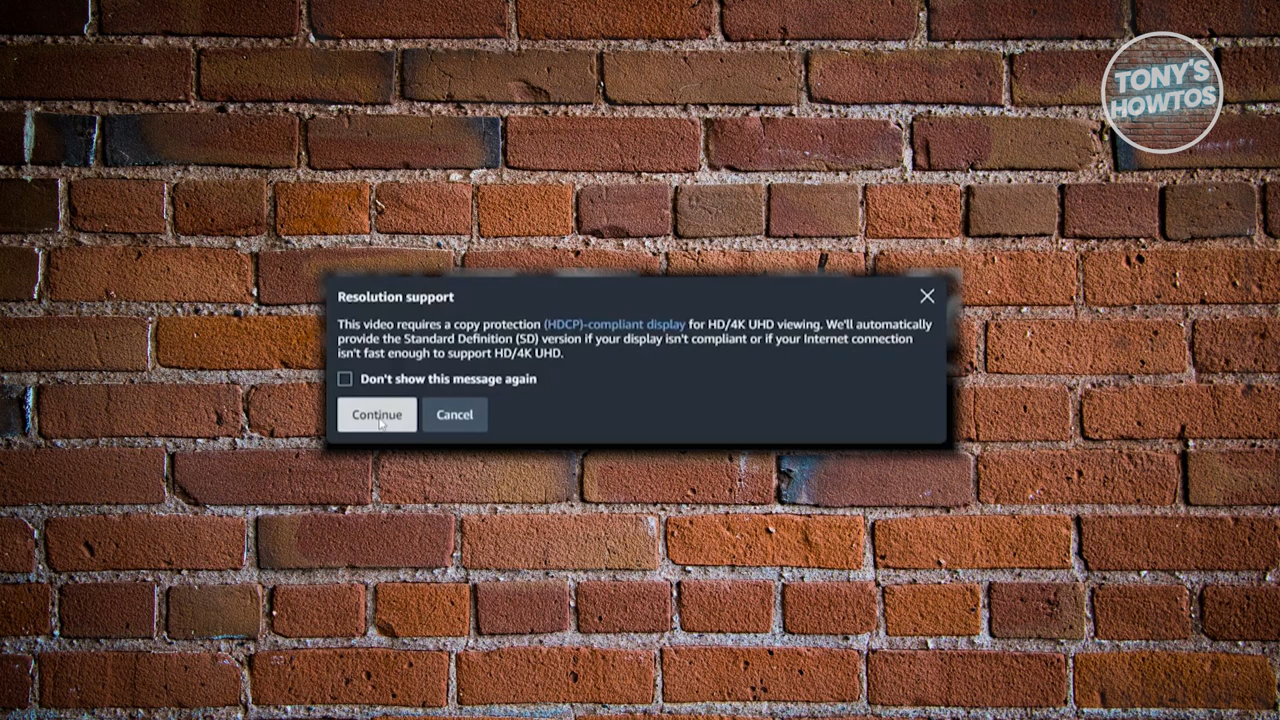 TONY'S
HOWTOS
Resolution support
This video requires a copy protection (HDCP)-compliant display for HD/4K UHD viewing. We'll automatically
provide the Standard Definition (SD) version if your display isn't compliant or if your Internet connection
isn't fast enough to support HD/4K UHD.
Don't show this message again
Continue
Cancel